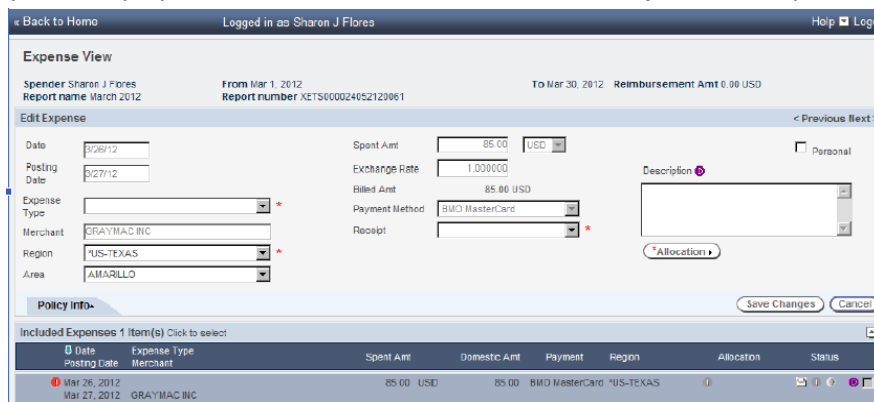 « Back to Home Logged in as Sharon J Flores Help Logo
Expense View
Spender Sharon J Flores From Mar 1, 2012 To Mar 30, 2012 Reimbursement Amt 0.00 USD
Report name March 2012 Report number XETS000024052120061
Edit Expense < Previous Next >
Date 3/26/12 Spent Amt 85.00 USD Personal
Posting Date 3/27/12 Exchange Rate 1.000000 Description
Billed Amt 85.00 USD
Expense Type * Payment Method BMO MasterCard
Merchant GRAYMAC INC Receipt *
Region *US-TEXAS * *Allocation
Area AMARILLO
Policy Info Save Changes Cancel
Included Expenses 1 Item(s) Click to select
Date Expense Type
Posting Date Merchant Spent Amt Domestic Amt Payment Region Allocation Status
Mar 26, 2012 85.00 USD 85.00 BMO MasterCard *US-TEXAS
Mar 27, 2012 GRAYMAC INC